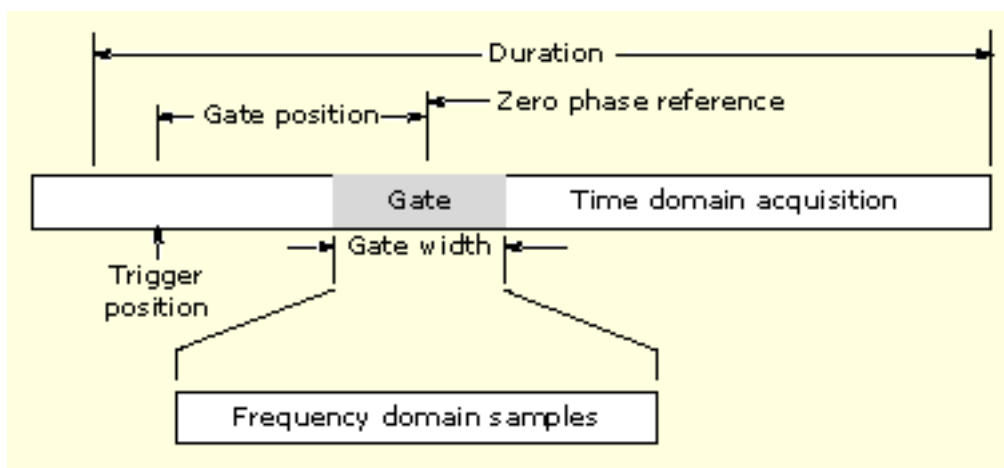 Duration
Zero phase reference
Gate position
Gate
Time domain acquisition
Gate width
Trigger
position
Frequency domain samples